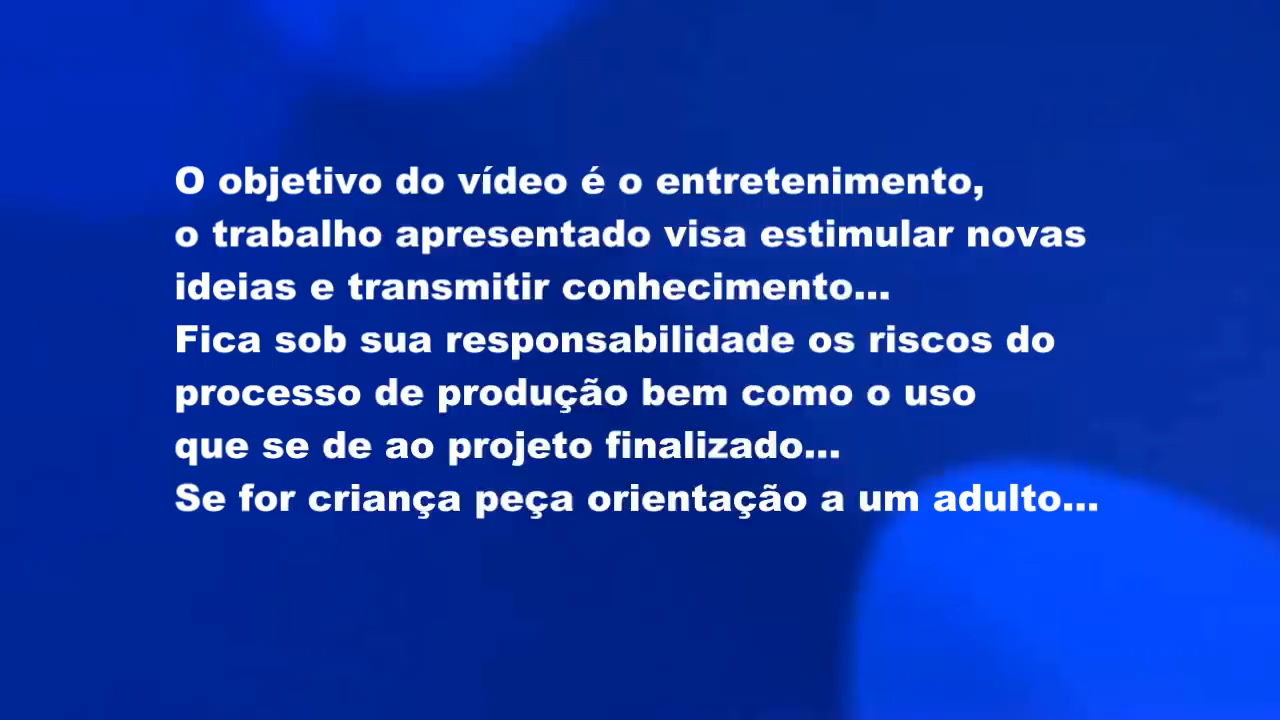 O objetivo do vídeo é o entretenimento,
o trabalho apresentado visa estimular novas
ideias e transmitir conhecimento...
Fica sob sua responsabilidade os riscos do
processo de produção bem como o uso
que se de ao projeto finalizado...
Se for criança peça orientação a um adulto...